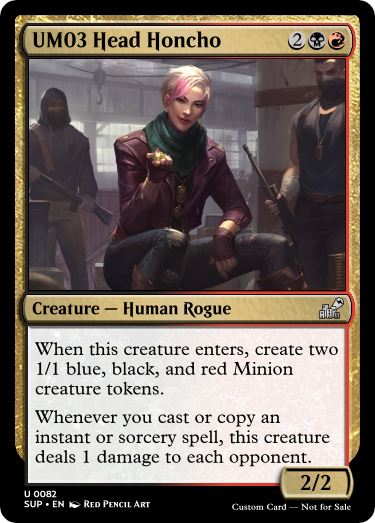 UM03 Head Honcho 2
Creature — Human Rogue
When this creature enters, create two
1/1 blue, black, and red Minion
creature tokens.
Whenever you cast or copy an
instant or sorcery spell, this creature
deals 1 damage to each opponent.
2/2
U 0082
SUP • EN Red Pencil Art
Custom Card — Not for Sale